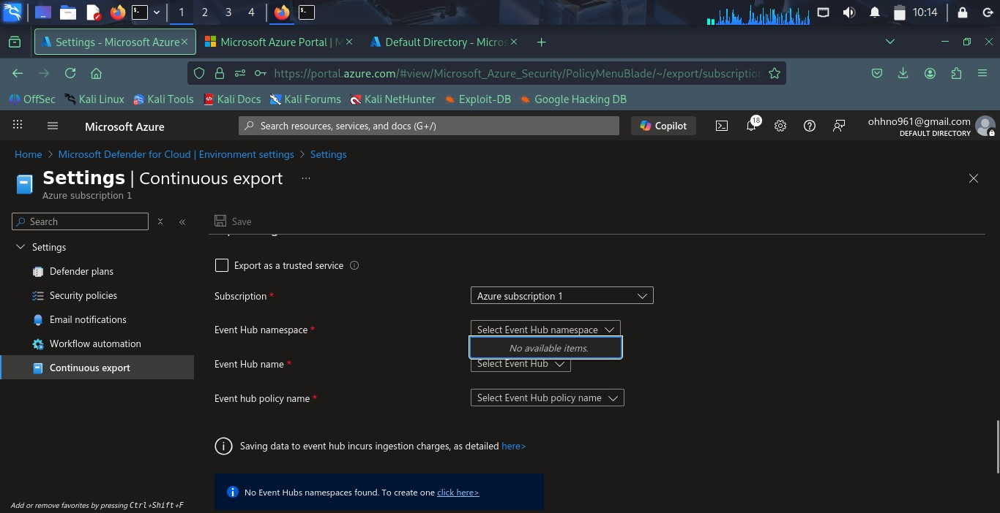 1 2 3 4 10:14
Settings - Microsoft Azure
Microsoft Azure Portal | M
Default Directory - Micros
https://portal.azure.com/#view/Microsoft_Azure_Security/PolicyMenuBlade/~/export/subscription
OffSec Kali Linux Kali Tools Kali Docs Kali Forums Kali NetHunter Exploit-DB Google Hacking DB
Microsoft Azure
Search resources, services, and docs (G+/)
Copilot
18
ohhno961@gmail.com
DEFAULT DIRECTORY
Home > Microsoft Defender for Cloud | Environment settings > Settings
Settings | Continuous export ...
Azure subscription 1
Search
Save
Settings
Defender plans
Security policies
Email notifications
Workflow automation
Continuous export
Export as a trusted service
Subscription * Azure subscription 1
Event Hub namespace * Select Event Hub namespace
No available items.
Event Hub name * Select Event Hub
Event hub policy name * Select Event Hub policy name
Saving data to event hub incurs ingestion charges, as detailed here>
No Event Hubs namespaces found. To create one click here>
Add or remove favorites by pressing Ctrl+Shift+F